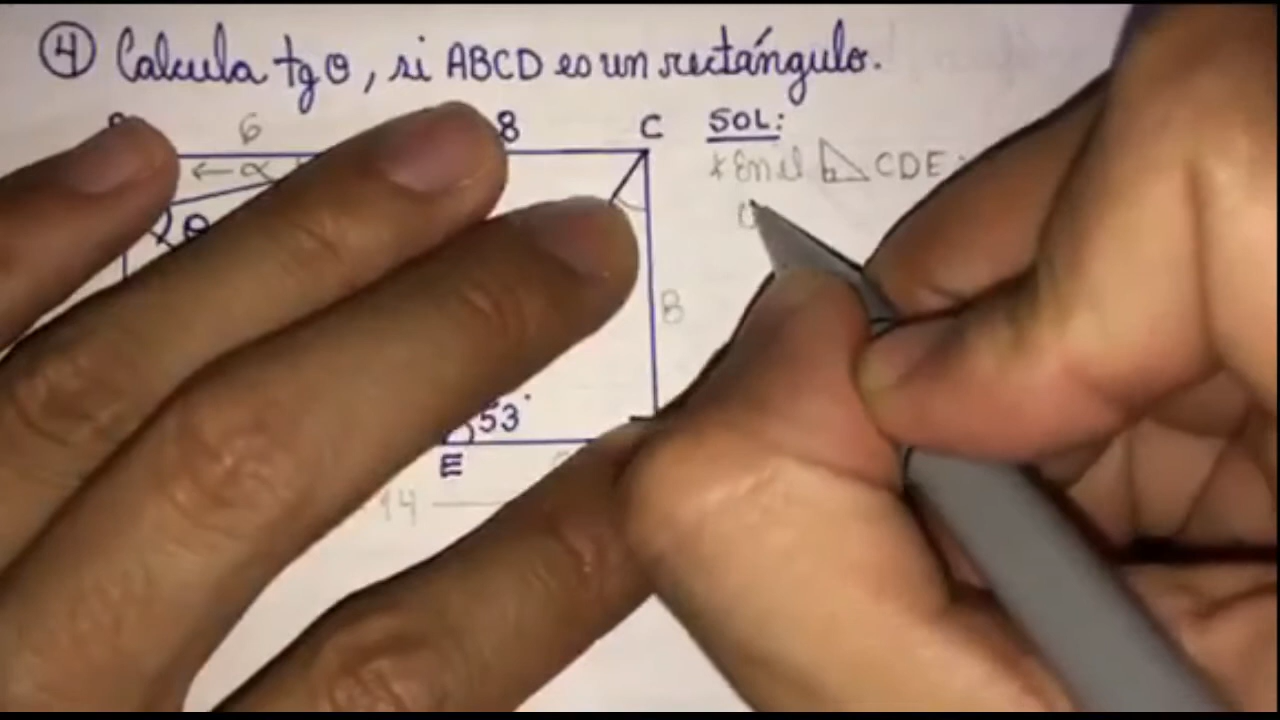 ④ Calcula tgθ, si ABCD es un rectángulo.
6 8 C SOL:
←α * En el CDE:
θ
8
53°
E
14